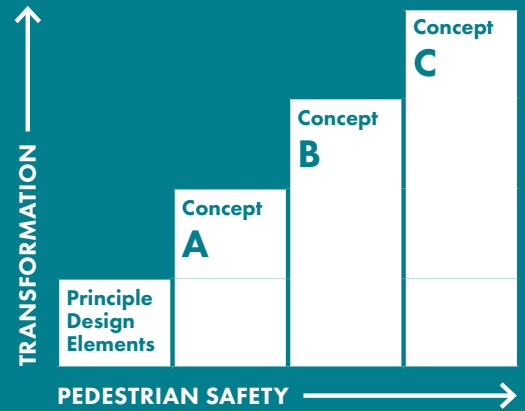 TRANSFORMATION
Concept
C
Concept
B
Concept
A
Principle
Design
Elements
PEDESTRIAN SAFETY